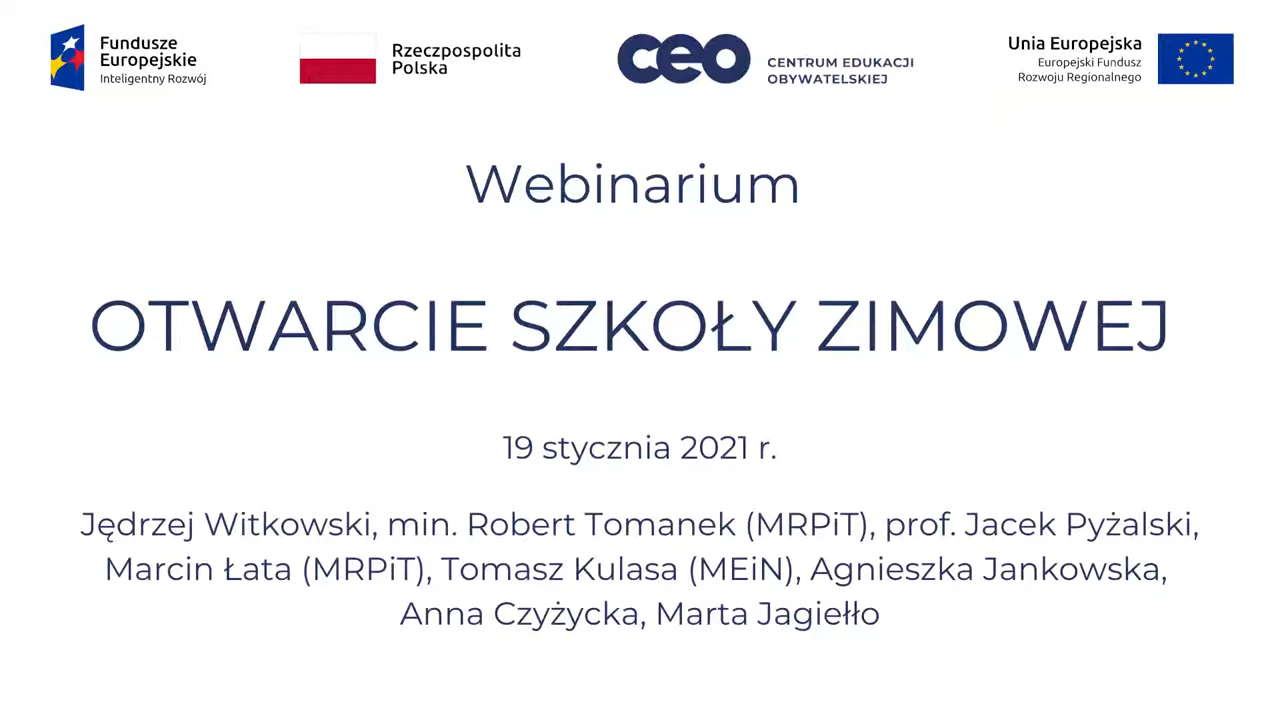 Fundusze
Europejskie
Inteligentny Rozwój
Rzeczpospolita
Polska
ceo
CENTRUM EDUKACJI
OBYWATELSKIEJ
Unia Europejska
Europejski Fundusz
Rozwoju Regionalnego
Webinarium
OTWARCIE SZKOŁY ZIMOWEJ
19 stycznia 2021 r.
Jędrzej Witkowski, min. Robert Tomanek (MRPiT), prof. Jacek Pyżalski,
Marcin Łata (MRPiT), Tomasz Kulasa (MEiN), Agnieszka Jankowska,
Anna Czyżycka, Marta Jagiełło